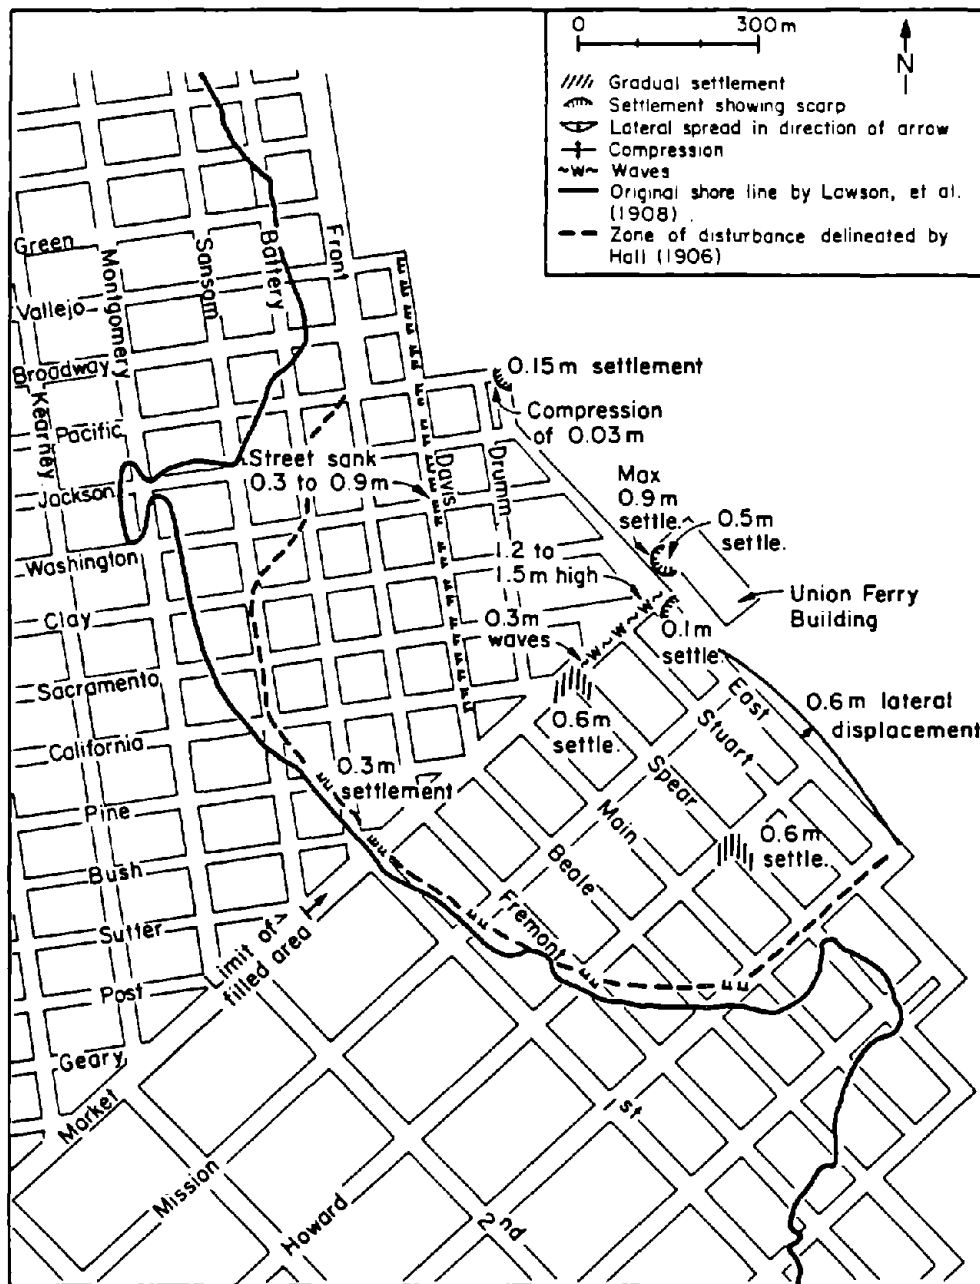 0 300m
N
Gradual settlement
Settlement showing scarp
Lateral spread in direction of arrow
Compression
~W~ Waves
Original shore line by Lawson, et al.
(1908) .
Zone of disturbance delineated by
Hall (1906)
Green
Vallejo
Broadway
Pacific
Jackson
Washington
Clay
Sacramento
California
Pine
Bush
Sutter
Post
Geary
Kearney
Montgomery
Sansam
Battery
Front
Davis
Drumm
0.15m settlement
Compression
of 0.03m
Street sank
0.3 to 0.9m
Max
0.9m
settle.
0.5m
settle.
1.2 to
1.5m high
~W~W~W~
0.3m
waves
0.1m
settle.
Union Ferry
Building
0.6m
settle.
0.6m lateral
displacement
0.3m
settlement
0.6m
settle.
East
Stuart
Spear
Main
Beale
Fremont
1st
2nd
Limit of
filled area
Market
Mission
Howard